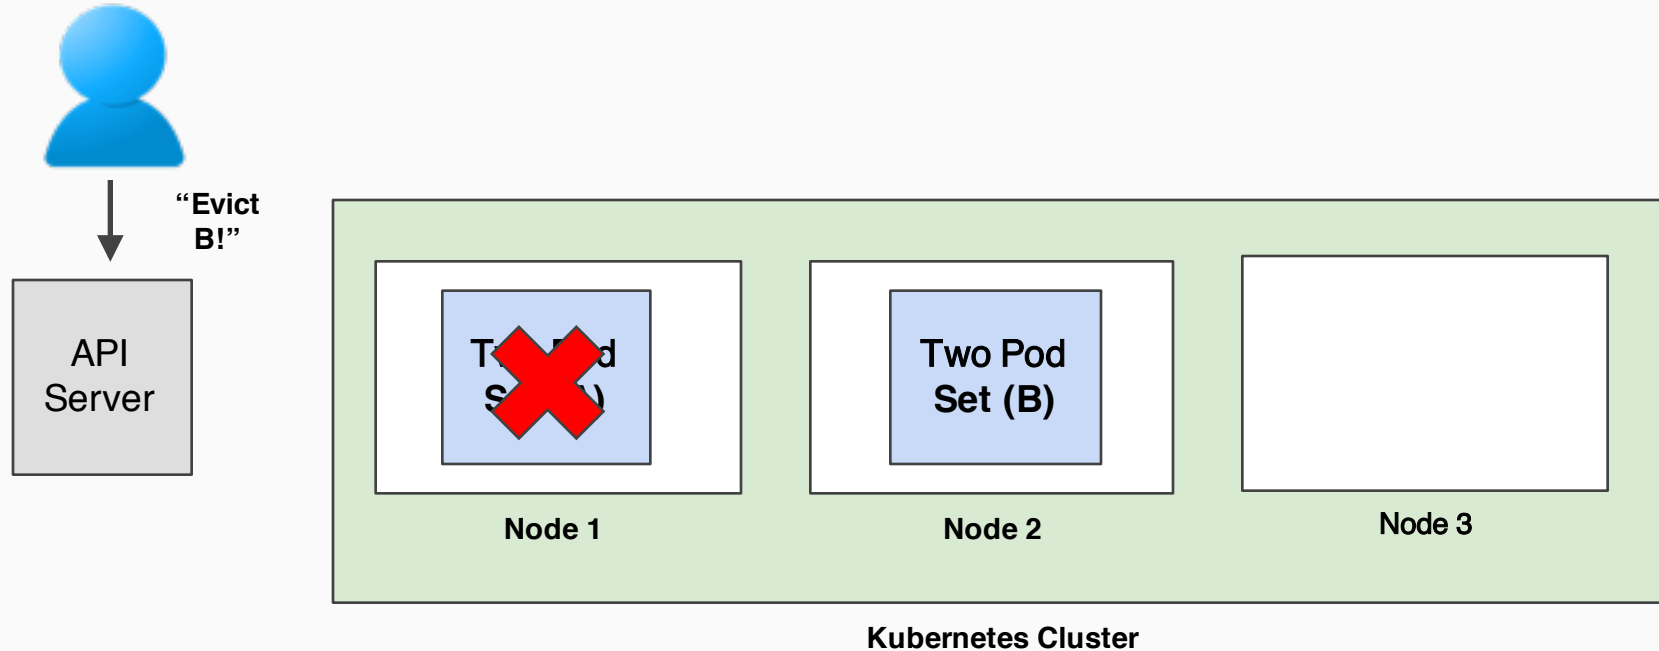 “Evict
B!”
API
Server
Two Pod
Set (B)
Node 1
Node 2
Node 3
Kubernetes Cluster